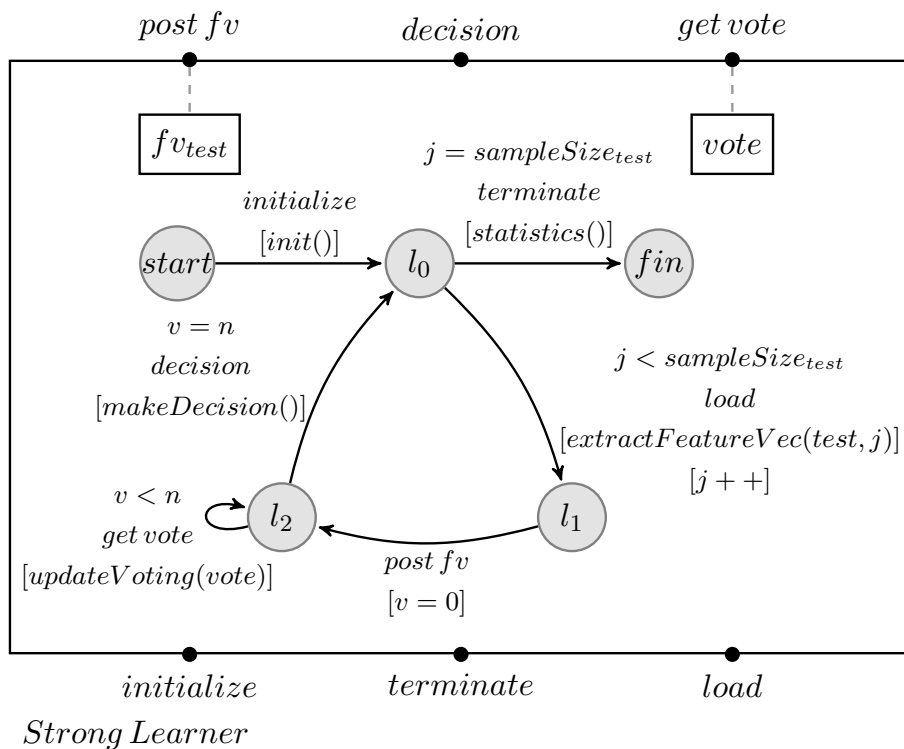 post fv
decision
get vote
fv_test
vote
j = sampleSize_test
terminate
[statistics()]
initialize
[init()]
start
l_0
fin
v = n
decision
[makeDecision()]
j < sampleSize_test
load
[extractFeatureVec(test, j)]
[j + +]
v < n
get vote
[updateVoting(vote)]
l_2
l_1
post fv
[v = 0]
initialize
terminate
load
Strong Learner